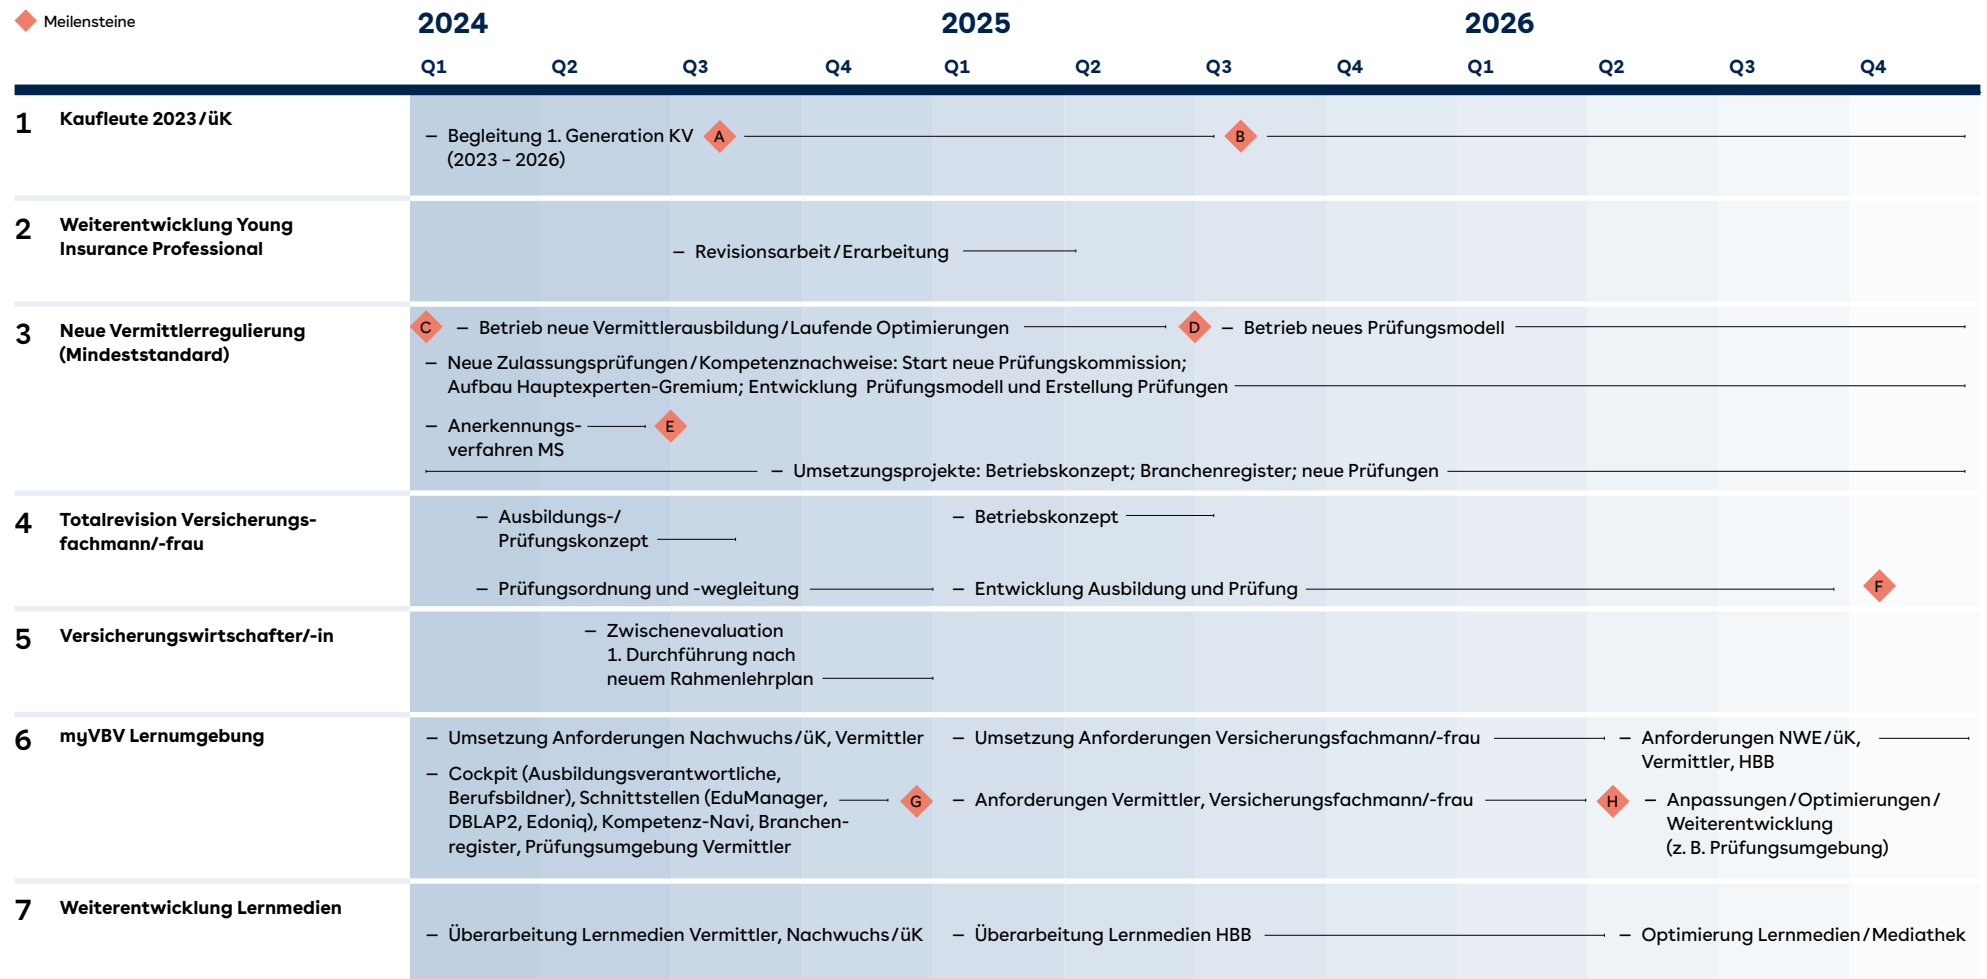 Meilensteine
2024
2025
2026
Q1 Q2 Q3 Q4 Q1 Q2 Q3 Q4 Q1 Q2 Q3 Q4
1 Kaufleute 2023/üK
– Begleitung 1. Generation KV
(2023 – 2026)
A
B
2 Weiterentwicklung Young
Insurance Professional
– Revisionsarbeit/Erarbeitung
3 Neue Vermittlerregulierung
(Mindeststandard)
C
– Betrieb neue Vermittlerausbildung/Laufende Optimierungen
D
– Betrieb neues Prüfungsmodell
– Neue Zulassungsprüfungen/Kompetenznachweise: Start neue Prüfungskommission;
Aufbau Hauptexperten-Gremium; Entwicklung Prüfungsmodell und Erstellung Prüfungen
– Anerkennungs-
verfahren MS
E
– Umsetzungsprojekte: Betriebskonzept; Branchenregister; neue Prüfungen
4 Totalrevision Versicherungs-
fachmann/-frau
– Ausbildungs-/
Prüfungskonzept
– Betriebskonzept
– Prüfungsordnung und -wegleitung
– Entwicklung Ausbildung und Prüfung
F
5 Versicherungswirtschafter/-in
– Zwischenevaluation
1. Durchführung nach
neuem Rahmenlehrplan
6 myVBV Lernumgebung
– Umsetzung Anforderungen Nachwuchs/üK, Vermittler
– Umsetzung Anforderungen Versicherungsfachmann/-frau
– Anforderungen NWE/üK,
Vermittler, HBB
– Cockpit (Ausbildungsverantwortliche,
Berufsbildner), Schnittstellen (EduManager,
DBLAP2, Edoniq), Kompetenz-Navi, Branchen-
register, Prüfungsumgebung Vermittler
G
– Anforderungen Vermittler, Versicherungsfachmann/-frau
H
– Anpassungen/Optimierungen/
Weiterentwicklung
(z. B. Prüfungsumgebung)
7 Weiterentwicklung Lernmedien
– Überarbeitung Lernmedien Vermittler, Nachwuchs/üK
– Überarbeitung Lernmedien HBB
– Optimierung Lernmedien/Mediathek